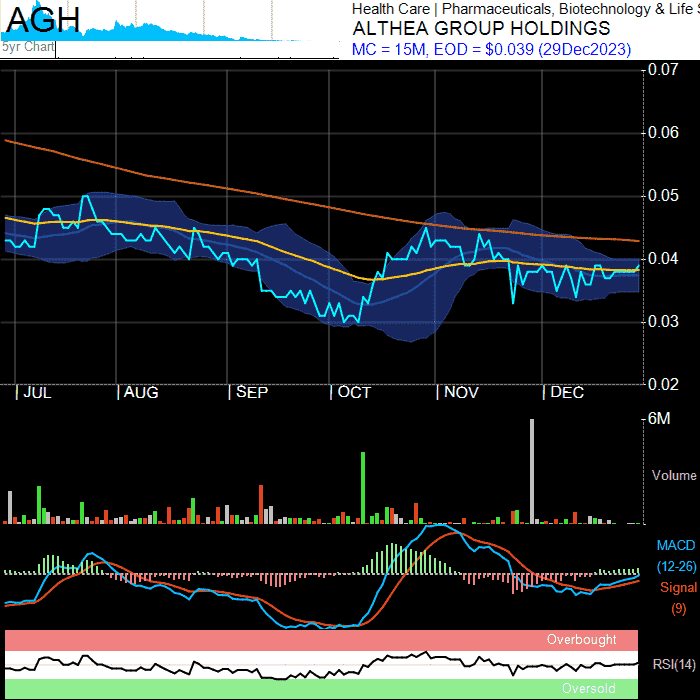 AGH
5yr Chart
Health Care | Pharmaceuticals, Biotechnology & Life S
ALTHEA GROUP HOLDINGS
MC = 15M, EOD = $0.039 (29Dec2023)
0.07
0.06
0.05
0.04
0.03
0.02
| JUL | AUG | SEP | OCT | NOV | DEC
6M
Volume
MACD
(12-26)
Signal
(9)
Overbought
RSI(14)
Oversold